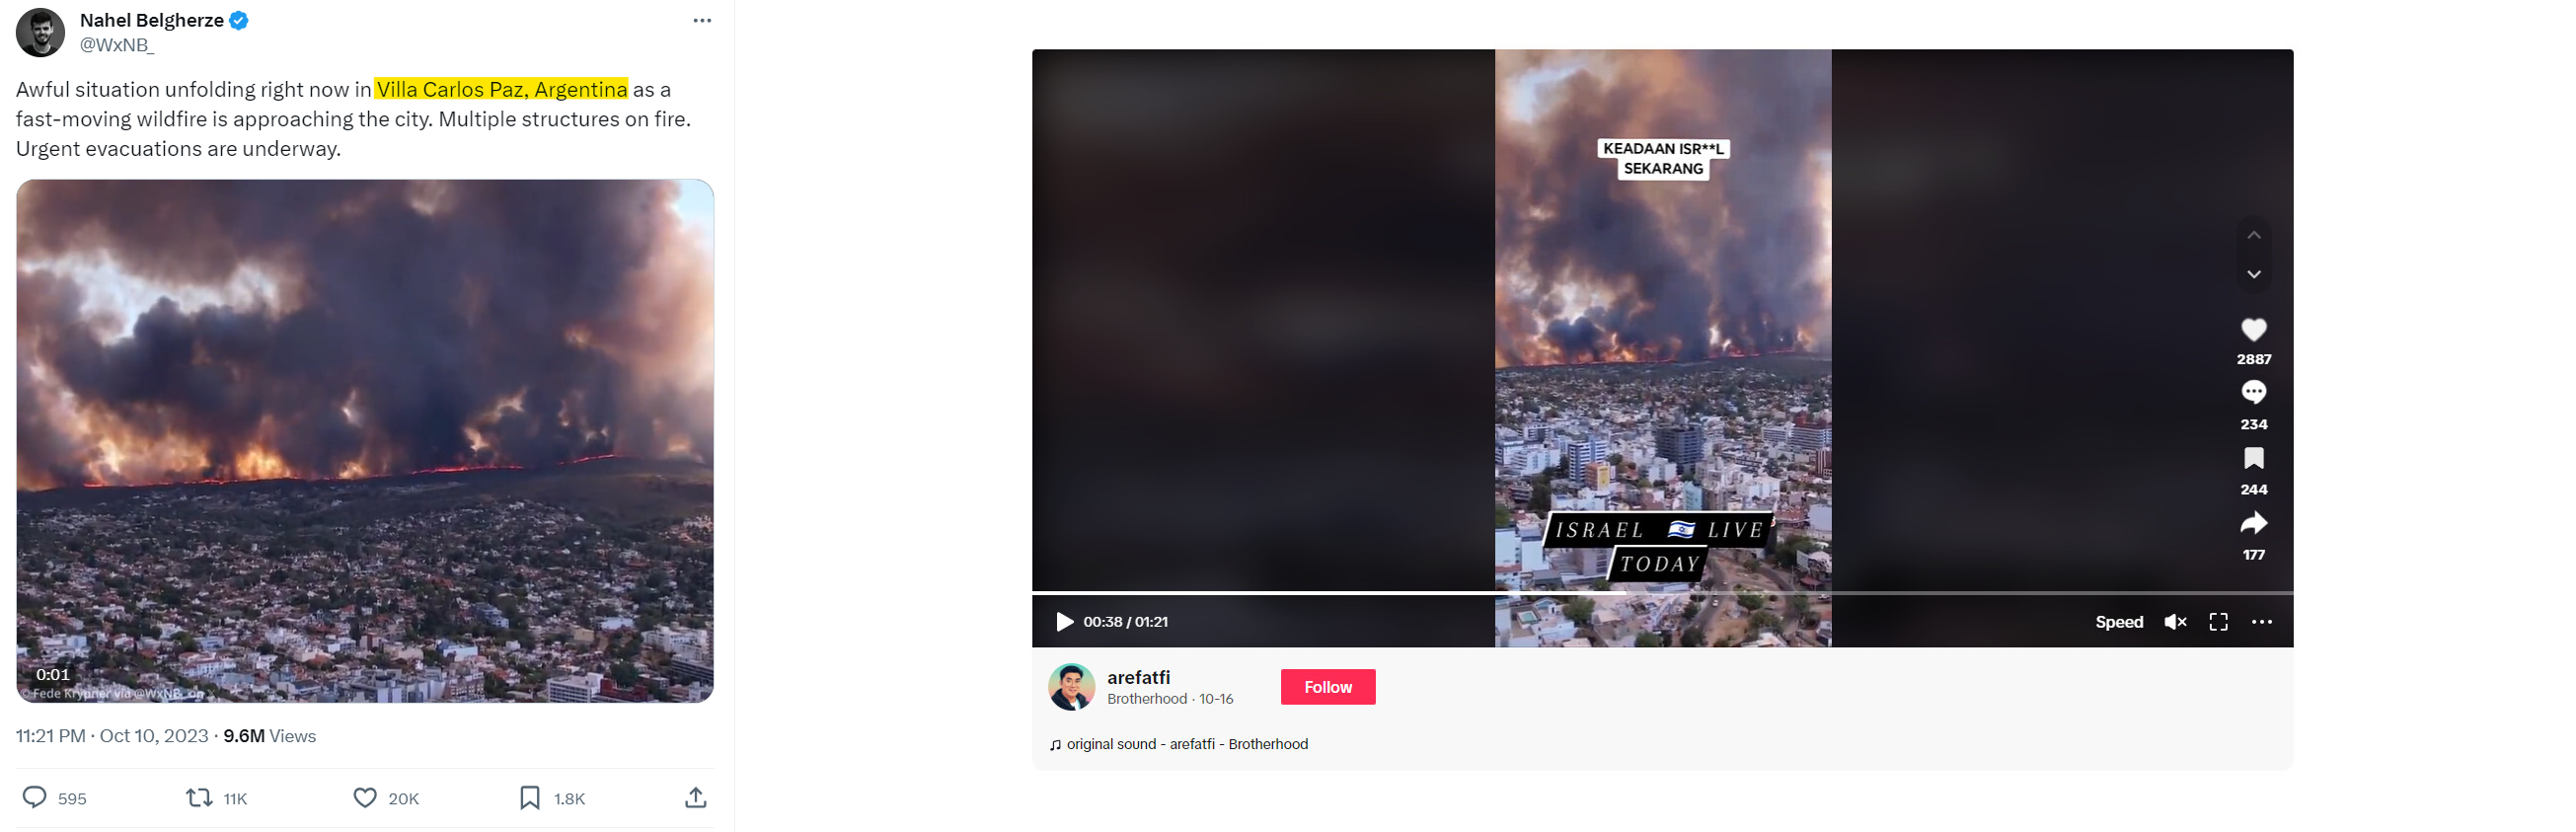 Nahel Belgherze
@WxNB_
Awful situation unfolding right now in Villa Carlos Paz, Argentina as a
fast-moving wildfire is approaching the city. Multiple structures on fire.
Urgent evacuations are underway.
0:01
© Fede Krypner via @WxNB_ on X
11:21 PM · Oct 10, 2023 · 9.6M Views
595
11K
20K
1.8K
KEADAAN ISR**L
SEKARANG
ISRAEL 🇮🇱 LIVE
TODAY
2887
234
244
177
00:38 / 01:21
Speed
arefatfi
Brotherhood · 10-16
Follow
original sound - arefatfi - Brotherhood